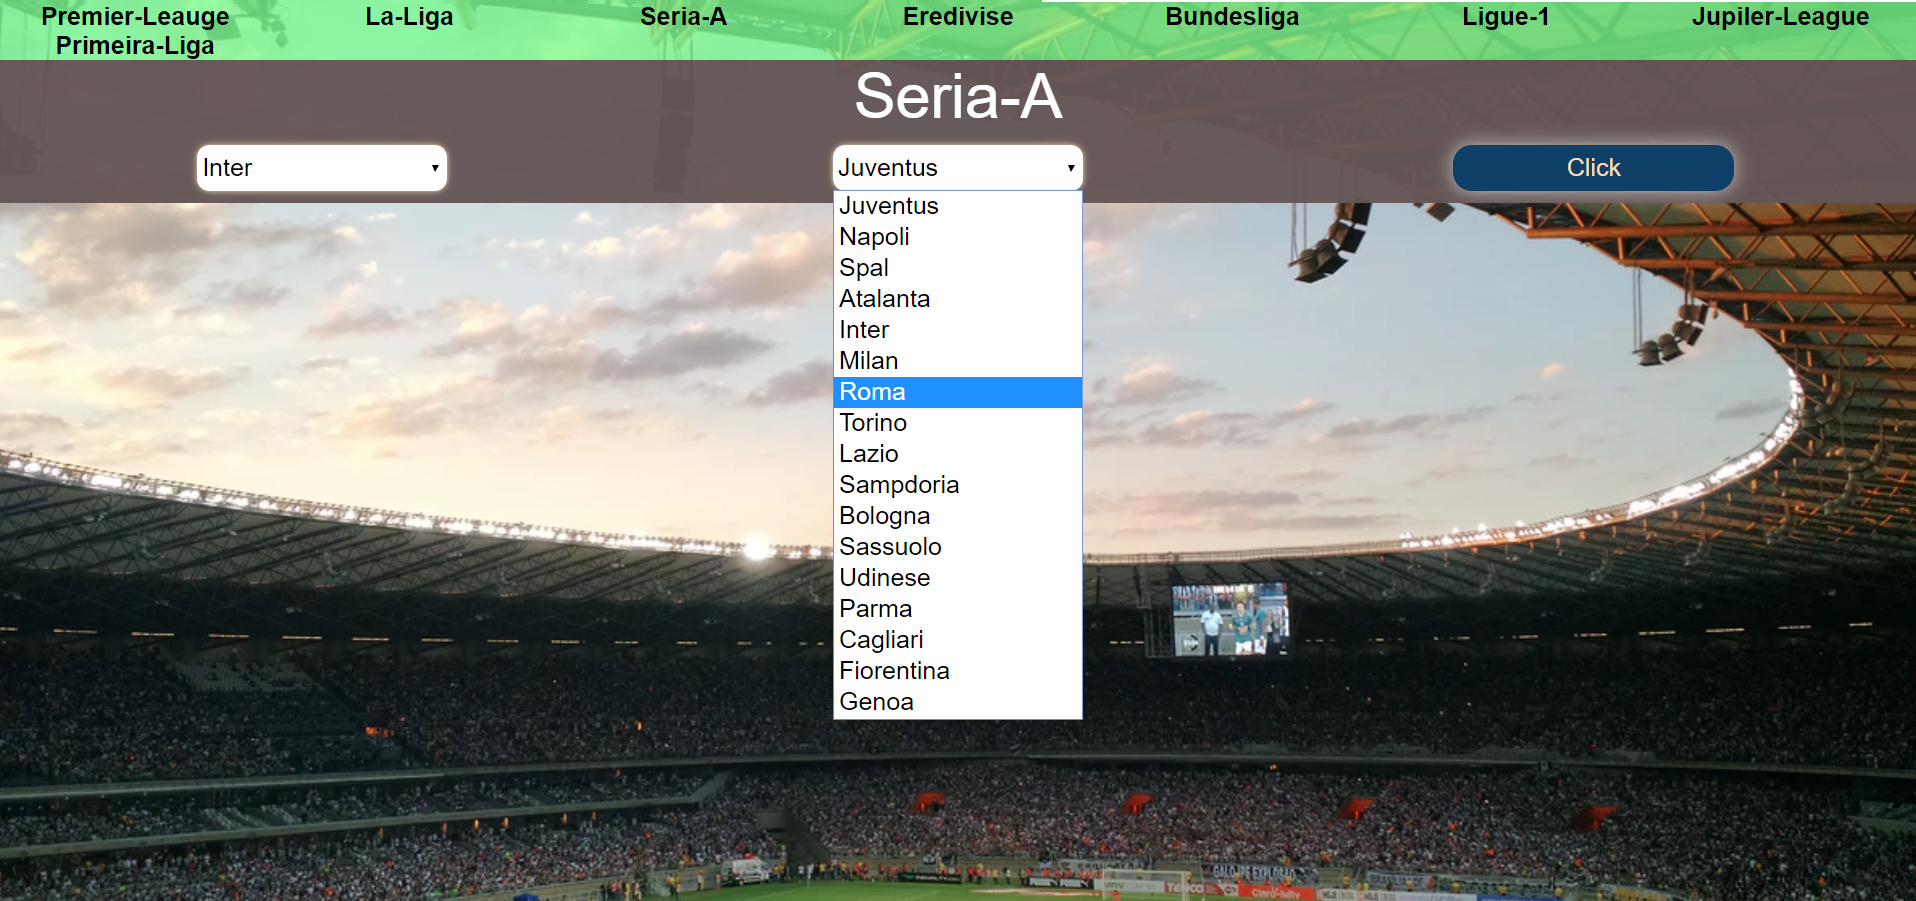 Premier-Leauge La-Liga Seria-A Eredivise Bundesliga Ligue-1 Jupiler-League
Primeira-Liga
Seria-A
Inter Juventus Click
Juventus
Napoli
Spal
Atalanta
Inter
Milan
Roma
Torino
Lazio
Sampdoria
Bologna
Sassuolo
Udinese
Parma
Cagliari
Fiorentina
Genoa